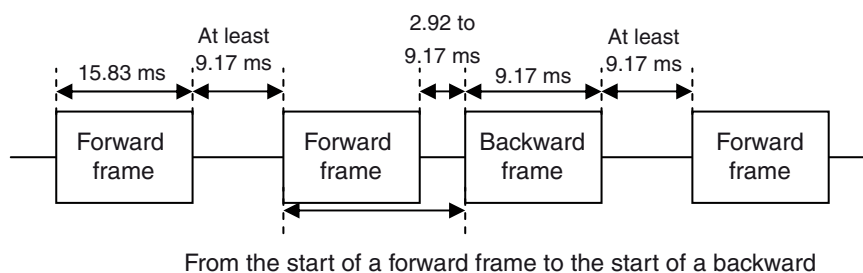 2.92 to
At least
At least
9.17 ms
9.17 ms
9.17 ms
15.83 ms
9.17 ms
Forward
frame
Forward
frame
Backward
frame
Forward
frame
From the start of a forward frame to the start of a backward